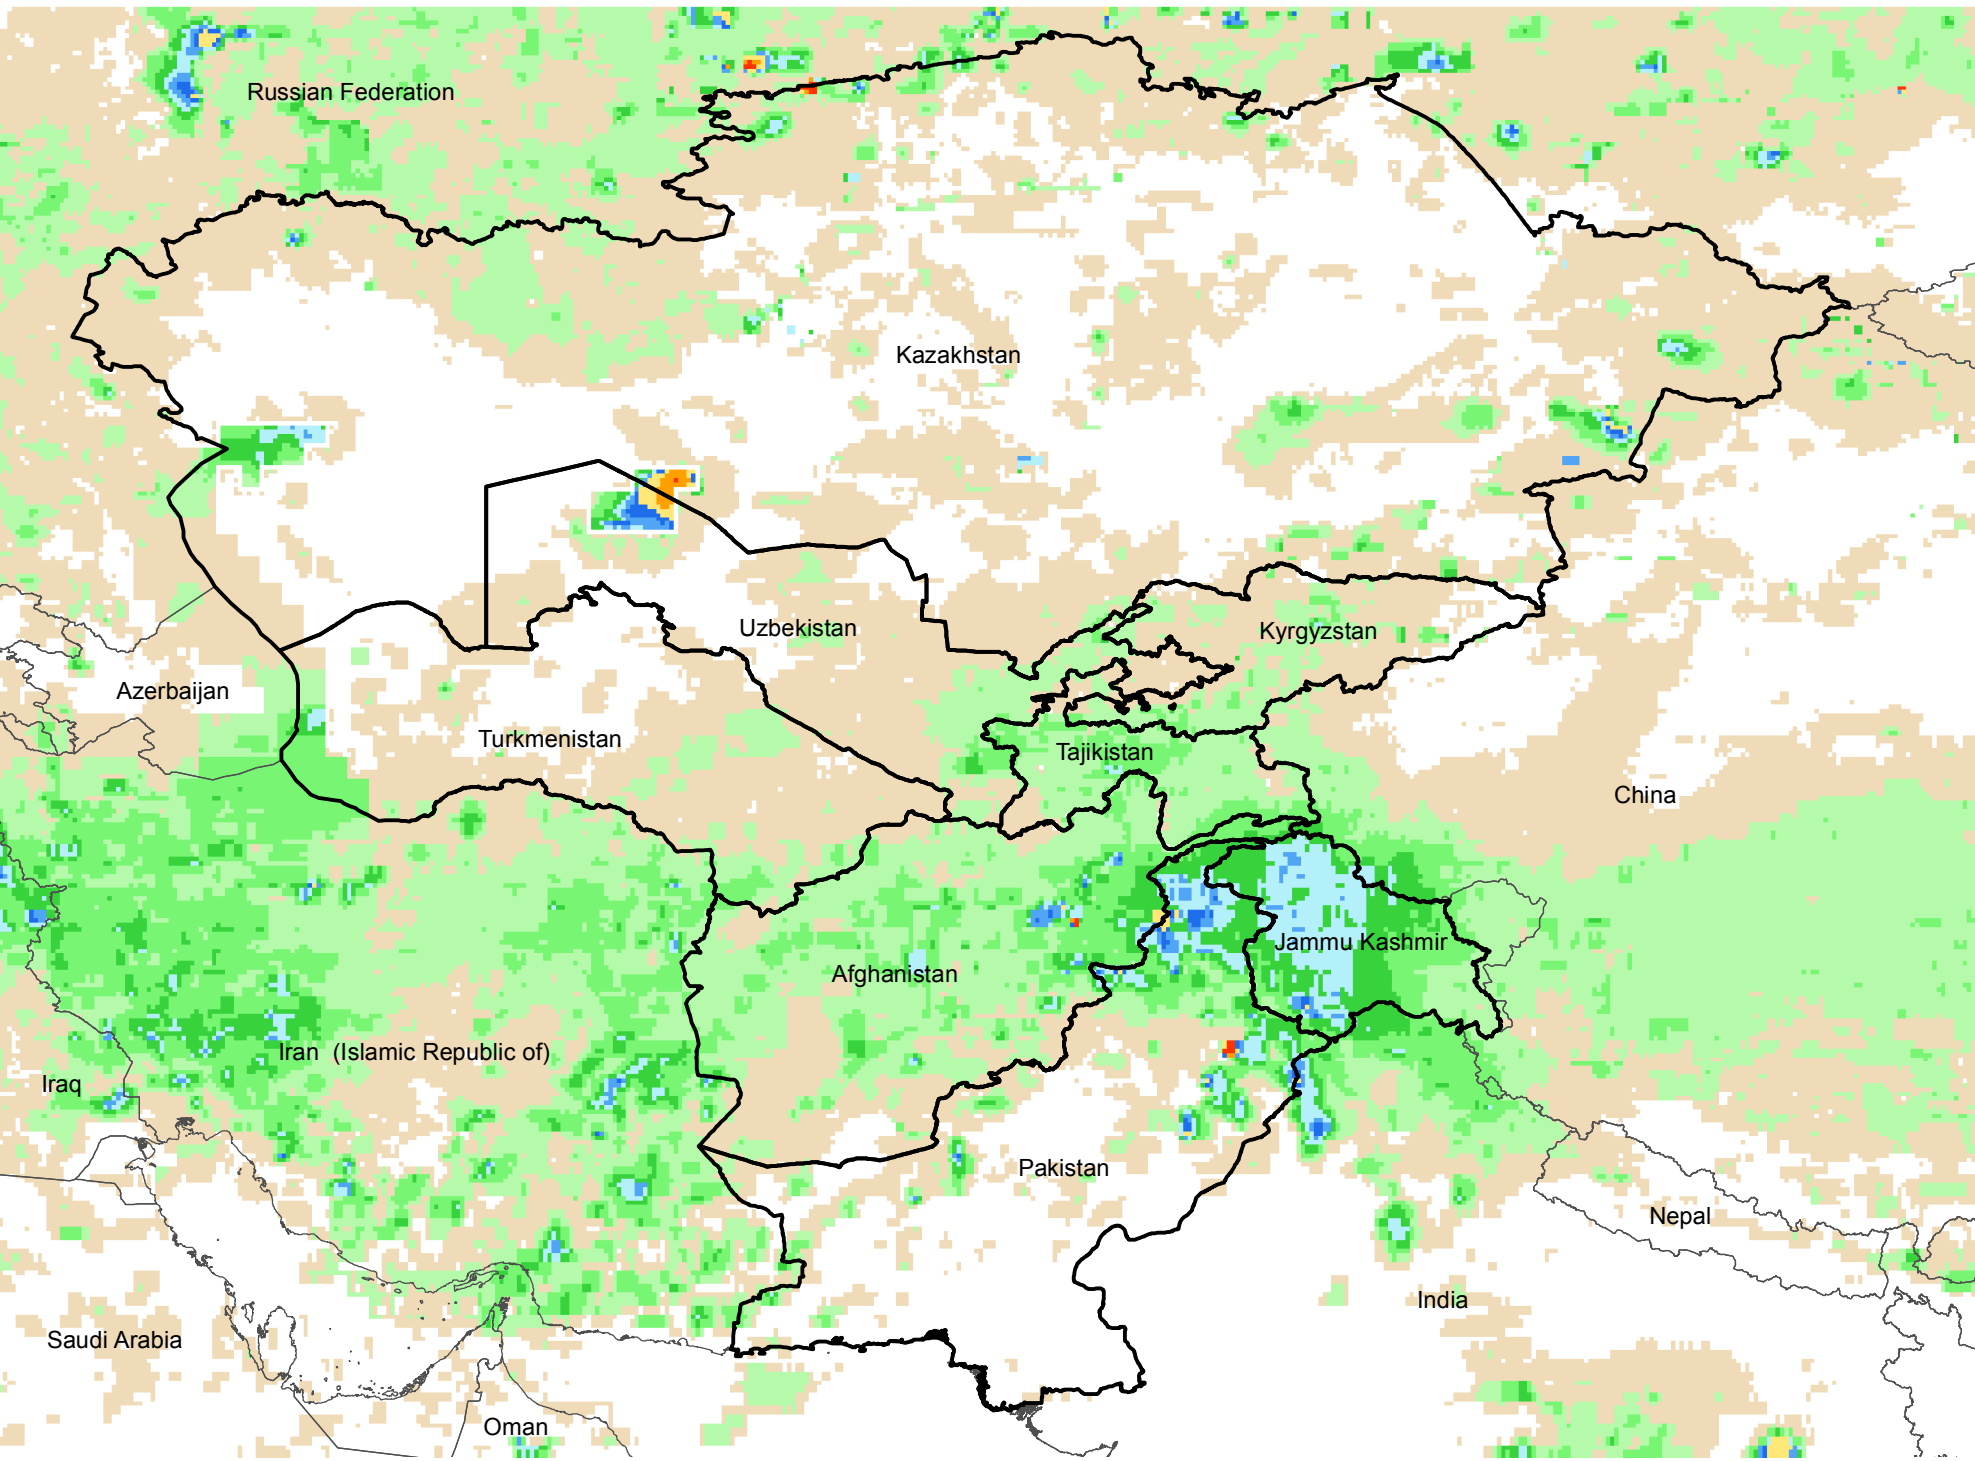 Russian Federation
Kazakhstan
Uzbekistan
Kyrgyzstan
Azerbaijan
Turkmenistan
Tajikistan
China
Jammu Kashmir
Afghanistan
Iran  (Islamic Republic of)
Iraq
Pakistan
Nepal
India
Saudi Arabia
Oman